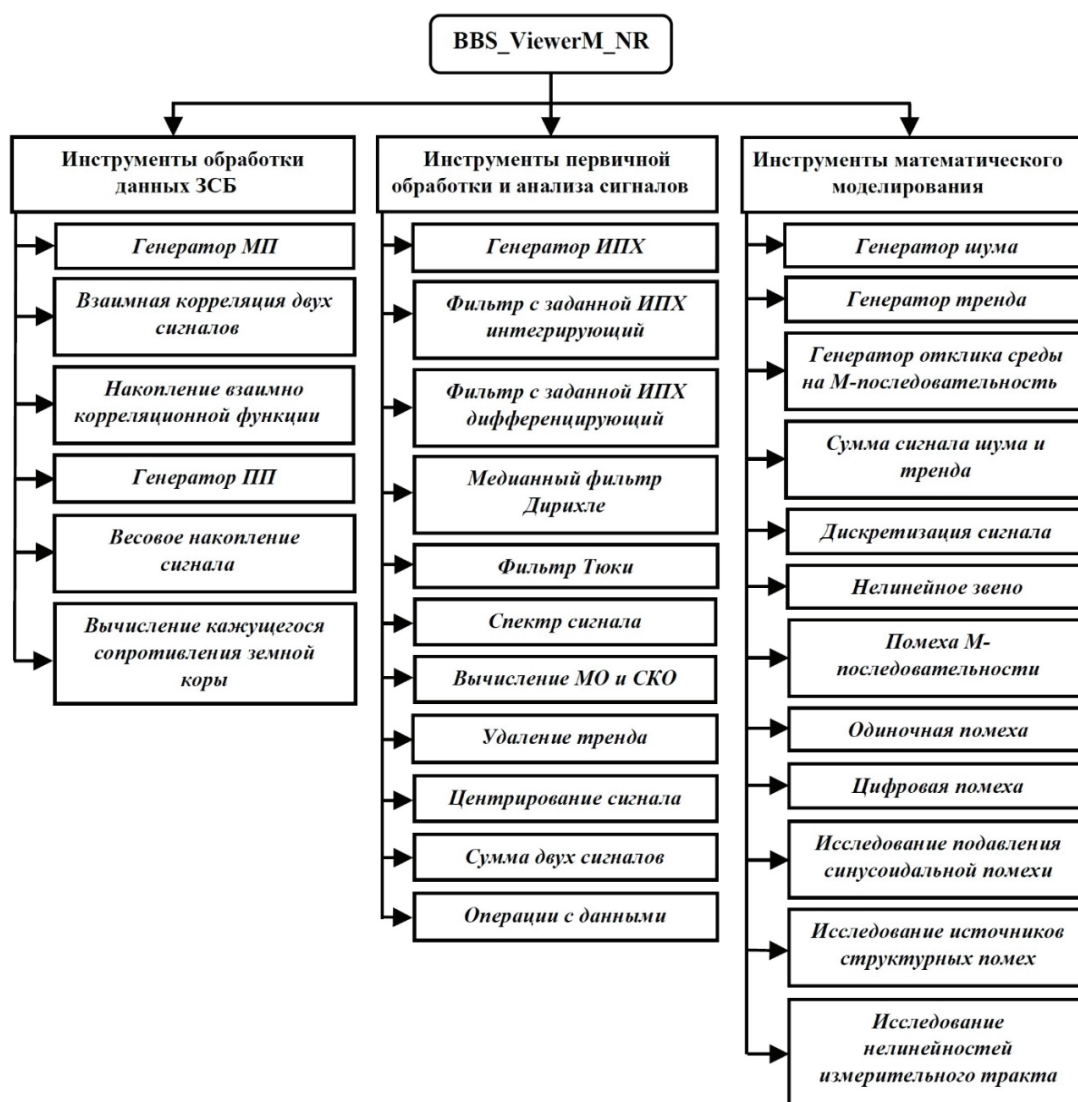 BBS_ViewerM_NR
Инструменты обработки
данных ЗСБ
Генератор МП
Взаимная корреляция двух
сигналов
Накопление взаимно
корреляционной функции
Генератор ПП
Весовое накопление
сигнала
Вычисление кажущегося
сопротивления земной
коры
Инструменты первичной
обработки и анализа сигналов
Генератор ИПХ
Фильтр с заданной ИПХ
интегрирующий
Фильтр с заданной ИПХ
дифференцирующий
Медианный фильтр
Дирихле
Фильтр Тюки
Спектр сигнала
Вычисление МО и СКО
Удаление тренда
Центрирование сигнала
Сумма двух сигналов
Операции с данными
Инструменты математического
моделирования
Генератор шума
Генератор тренда
Генератор отклика среды
на М-последовательность
Сумма сигнала шума и
тренда
Дискретизация сигнала
Нелинейное звено
Помеха М-
последовательности
Одиночная помеха
Цифровая помеха
Исследование подавления
синусоидальной помехи
Исследование источников
структурных помех
Исследование
нелинейностей
измерительного тракта